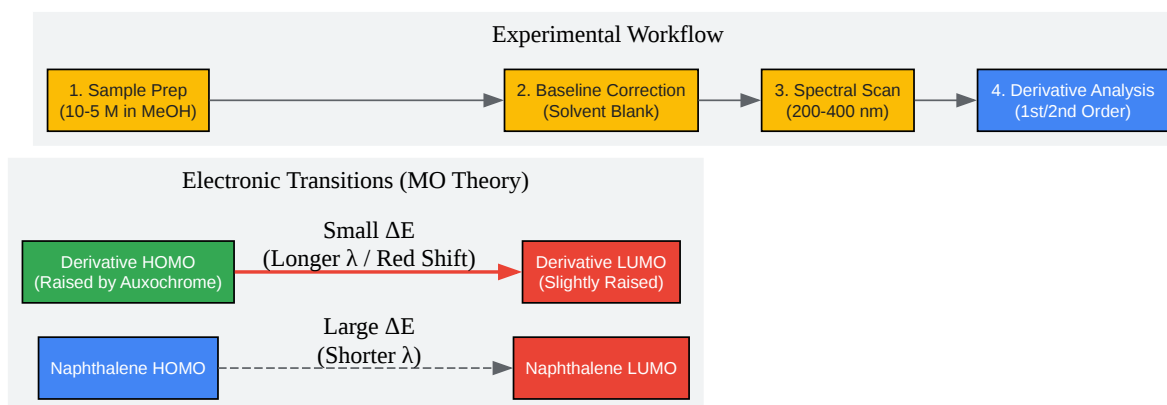 Experimental Workflow
1. Sample Prep
(10-5 M in MeOH)
2. Baseline Correction
(Solvent Blank)
3. Spectral Scan
(200-400 nm)
4. Derivative Analysis
(1st/2nd Order)
Electronic Transitions (MO Theory)
Derivative HOMO
(Raised by Auxochrome)
Small ΔE
(Longer λ / Red Shift)
Derivative LUMO
(Slightly Raised)
Naphthalene HOMO
Large ΔE
(Shorter λ)
Naphthalene LUMO